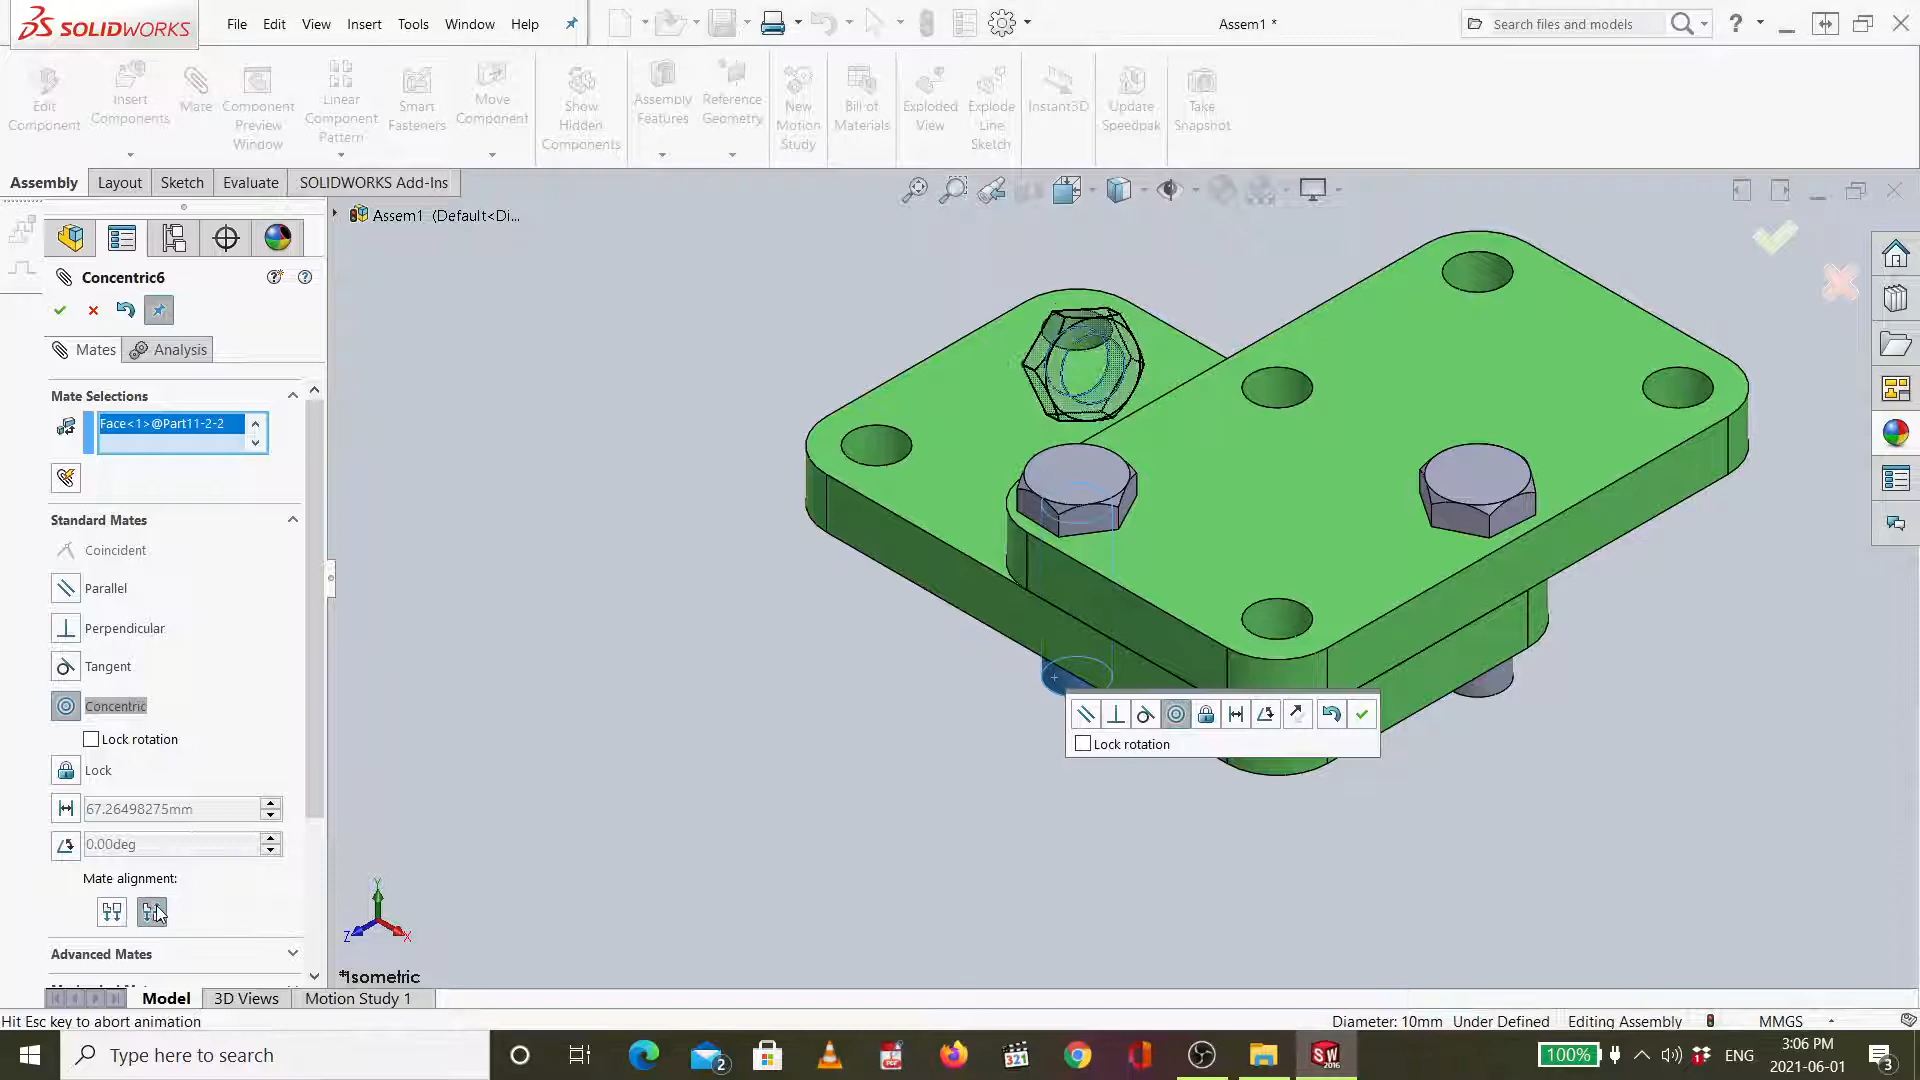 SOLIDWORKS
File Edit View Insert Tools Window Help
Assem1 *
Search files and models
Edit Component
Insert Components
Mate
Component Preview Window
Linear Component Pattern
Smart Fasteners
Move Component
Show Hidden Components
Assembly Features
Reference Geometry
New Motion Study
Bill of Materials
Exploded View
Explode Line Sketch
Instant3D
Update Speedpak
Take Snapshot
Assembly Layout Sketch Evaluate SOLIDWORKS Add-Ins
Assem1 (Default<Di...
Concentric6
Mates Analysis
Mate Selections
Face<1>@Part11-2-2
Standard Mates
Coincident
Parallel
Perpendicular
Tangent
Concentric
Lock rotation
Lock
67.26498275mm
0.00deg
Mate alignment:
Advanced Mates
Lock rotation
Y
Z
X
*Isometric
Model 3D Views Motion Study 1
Hit Esc key to abort animation
Diameter: 10mm Under Defined Editing Assembly MMGS
Type here to search
2
321
SW
2016
100%
1
ENG
3:06 PM
2021-06-01
3